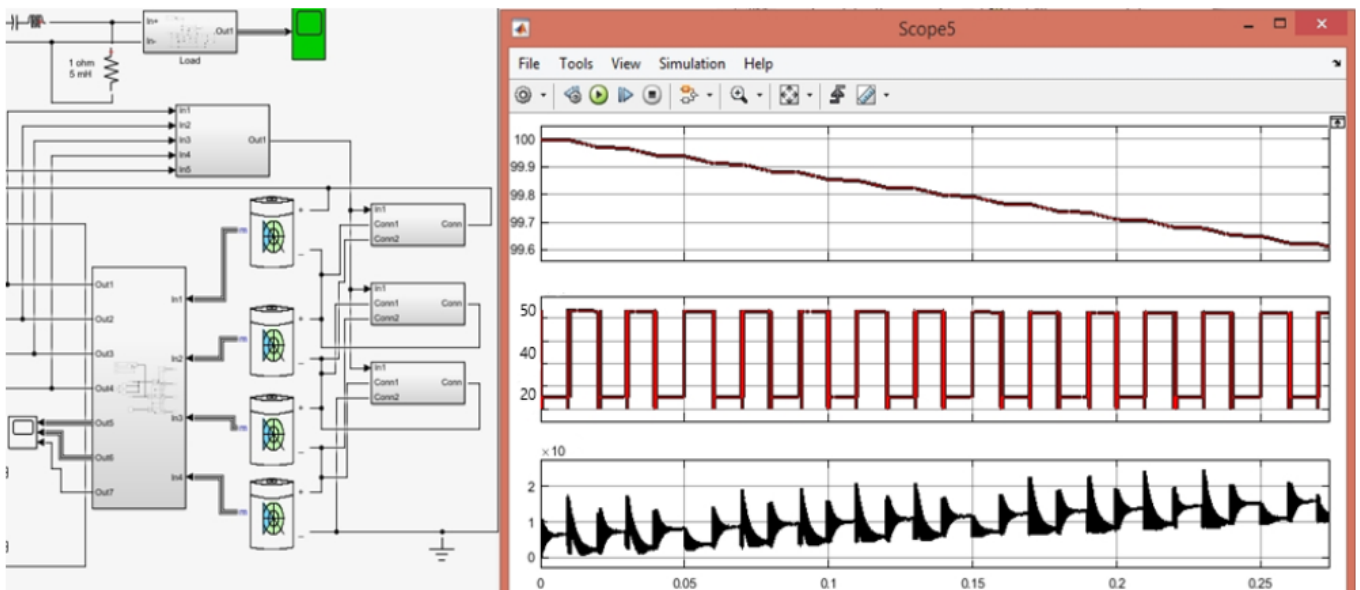 In+
In-
Out1
Load
1 ohm
5 mH
In1
In2
In3
In4
In5
Out1
In1
Conn1
Conn2
Conn
In1
Conn1
Conn2
In1
Conn1
Conn2
Conn
Out1
Out2
Out3
Out4
Out5
Out6
Out7
In1
In2
In3
In4
+
−
+
−
+
−
+
−
Scope5
File Tools View Simulation Help
100
99.9
99.8
99.7
99.6
50
40
20
×10
2
1
0
0 0.05 0.1 0.15 0.2 0.25